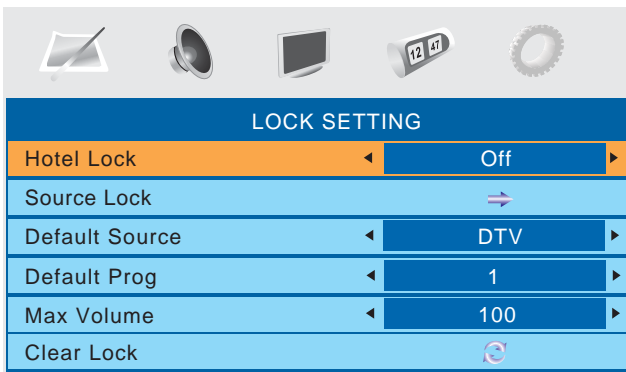 12 47
LOCK SETTING
Hotel Lock Off
Source Lock
Default Source DTV
Default Prog 1
Max Volume 100
Clear Lock